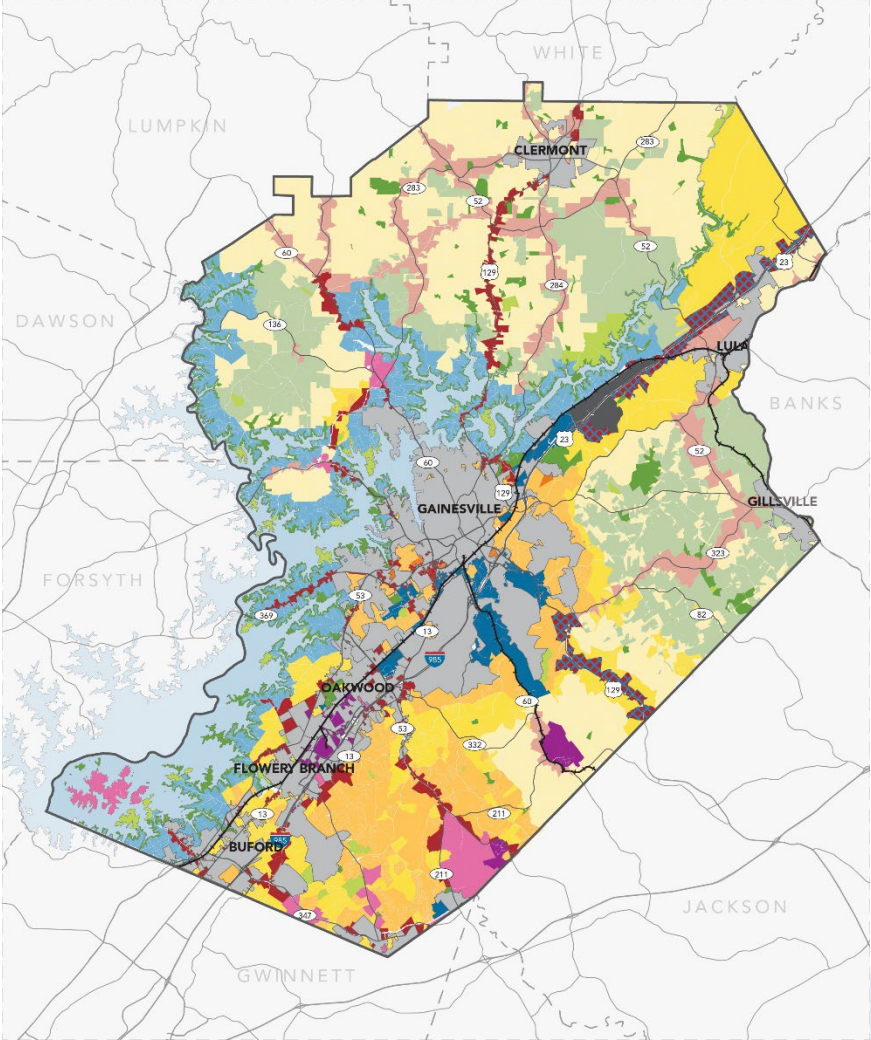 WHITE
LUMPKIN
283
CLERMONT
283
52
60
52
129
23
284
DAWSON
136
LULA
BANKS
23
52
60
129
GAINESVILLE
GILLSVILLE
323
FORSYTH
53
369
82
13
985
OAKWOOD
129
60
53
332
13
FLOWERY BRANCH
13
211
985
BUFORD
211
347
JACKSON
GWINNETT